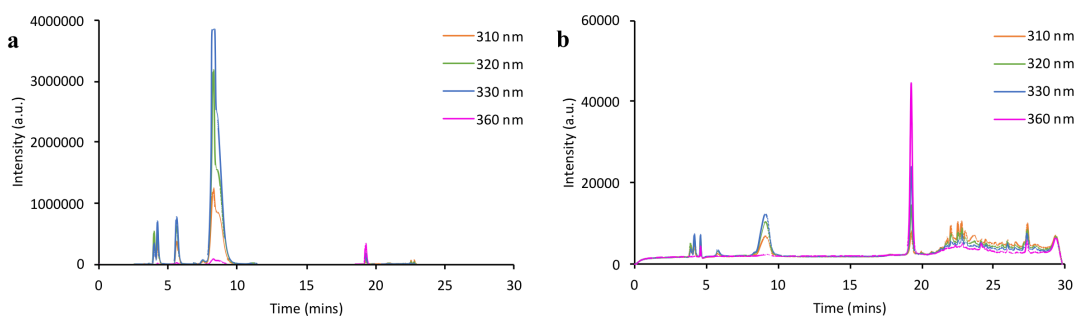 a
4000000
3000000
2000000
1000000
0
Intensity (a.u.)
0 5 10 15 20 25 30
Time (mins)
310 nm
320 nm
330 nm
360 nm
b
60000
40000
20000
0
Intensity (a.u.)
0 5 10 15 20 25 30
Time (mins)
310 nm
320 nm
330 nm
360 nm